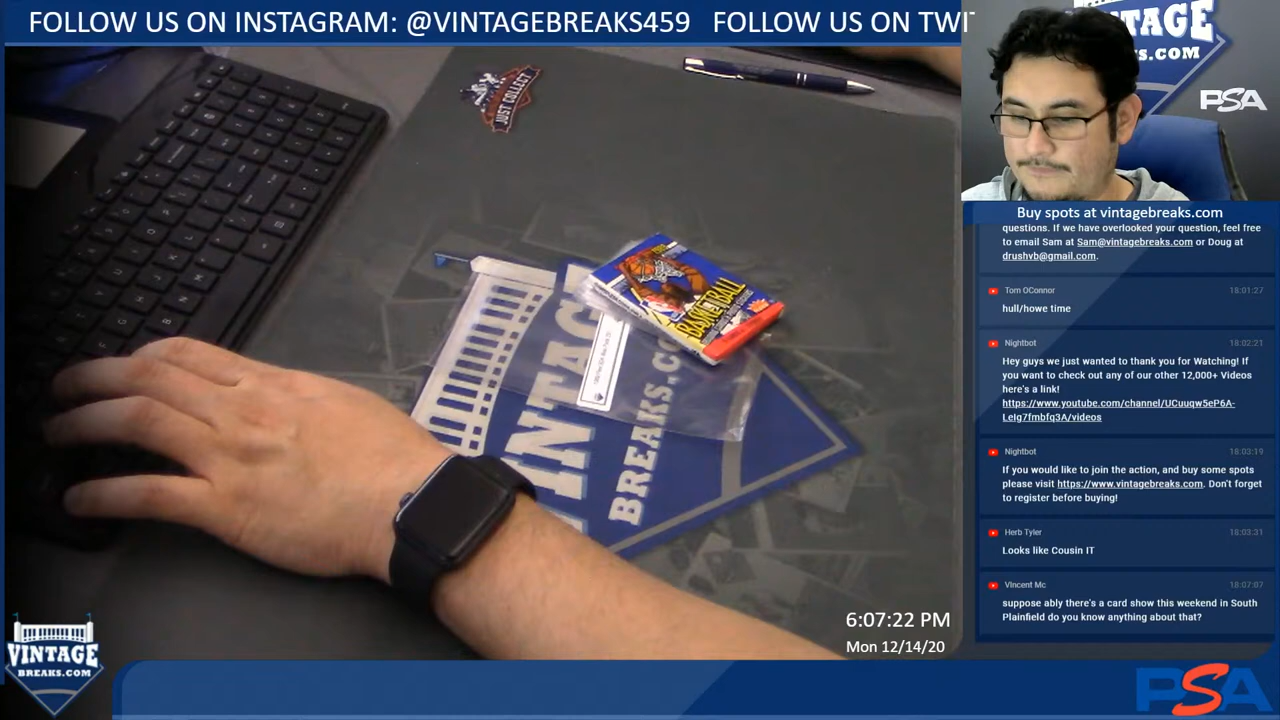 FOLLOW US ON INSTAGRAM: @VINTAGEBREAKS459 FOLLOW US ON TWI
JUST COLLECT
BASKETBALL
VINTAG
BREAKS.CO
TAGE
S.COM
PSA
Buy spots at vintagebreaks.com
questions. If we have overlooked your question, feel free
to email Sam at Sam@vintagebreaks.com or Doug at
drushvb@gmail.com.
Tom OConnor 18:01:27
hull/howe time
Nightbot 18:02:21
Hey guys we just wanted to thank you for Watching! If
you want to check out any of our other 12,000+ Videos
here's a link!
https://www.youtube.com/channel/UCuuqw5eP6A-
LeIg7fmbfq3A/videos
Nightbot 18:03:19
If you would like to join the action, and buy some spots
please visit https://www.vintagebreaks.com. Don't forget
to register before buying!
Herb Tyler 18:03:31
Looks like Cousin IT
VIncent Mc 18:07:07
suppose ably there's a card show this weekend in South
Plainfield do you know anything about that?
6:07:22 PM
Mon 12/14/20
VINTAGE
BREAKS.COM
PSA